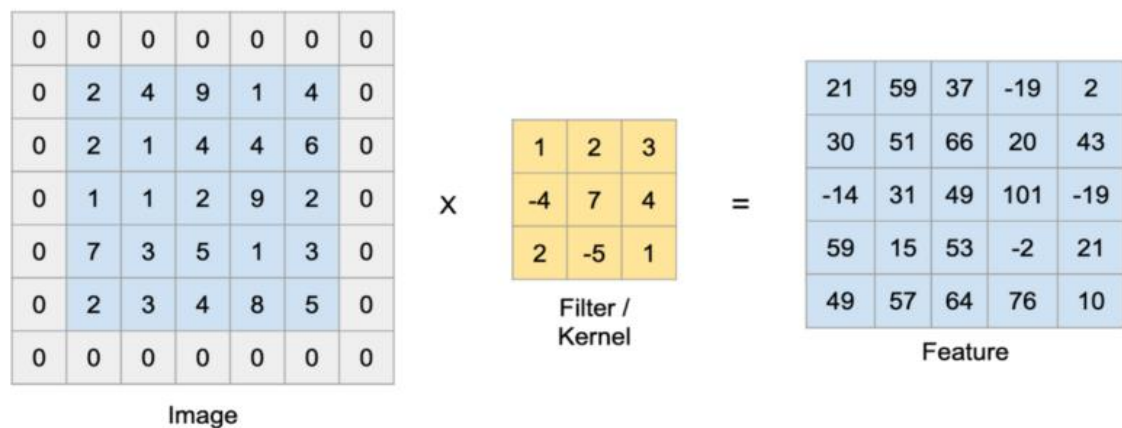 0 0 0 0 0 0 0
0 2 4 9 1 4 0
0 2 1 4 4 6 0
0 1 1 2 9 2 0
0 7 3 5 1 3 0
0 2 3 4 8 5 0
0 0 0 0 0 0 0
Image
x
1 2 3
-4 7 4
2 -5 1
Filter /
Kernel
=
21 59 37 -19 2
30 51 66 20 43
-14 31 49 101 -19
59 15 53 -2 21
49 57 64 76 10
Feature